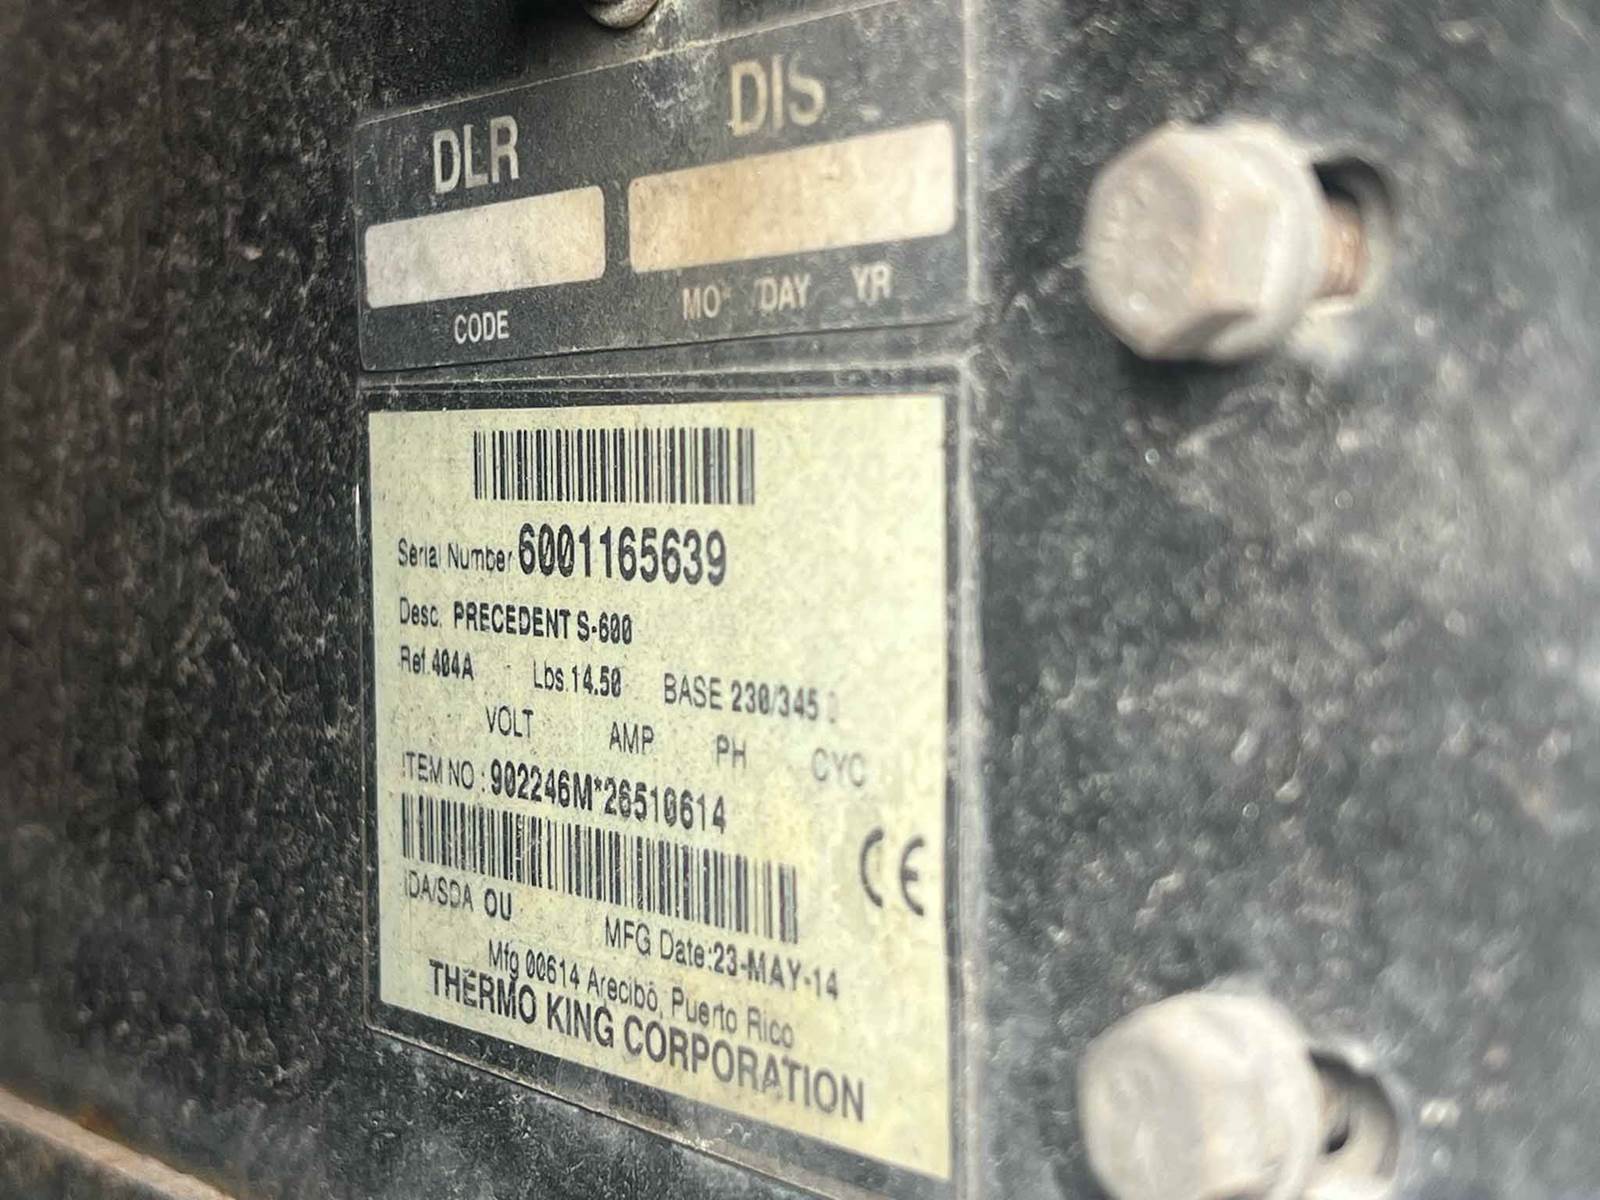 DLR DIS
CODE MO DAY YR
Serial Number 6001165639
Desc. PRECEDENT S-600
Ref.404A Lbs.14.50 BASE 230/345
VOLT AMP PH CYC
ITEM NO.: 902246M*26510614
CE
IDA/SDA OU MFG Date:23-MAY-14
Mfg 00614 Arecibo, Puerto Rico
THERMO KING CORPORATION